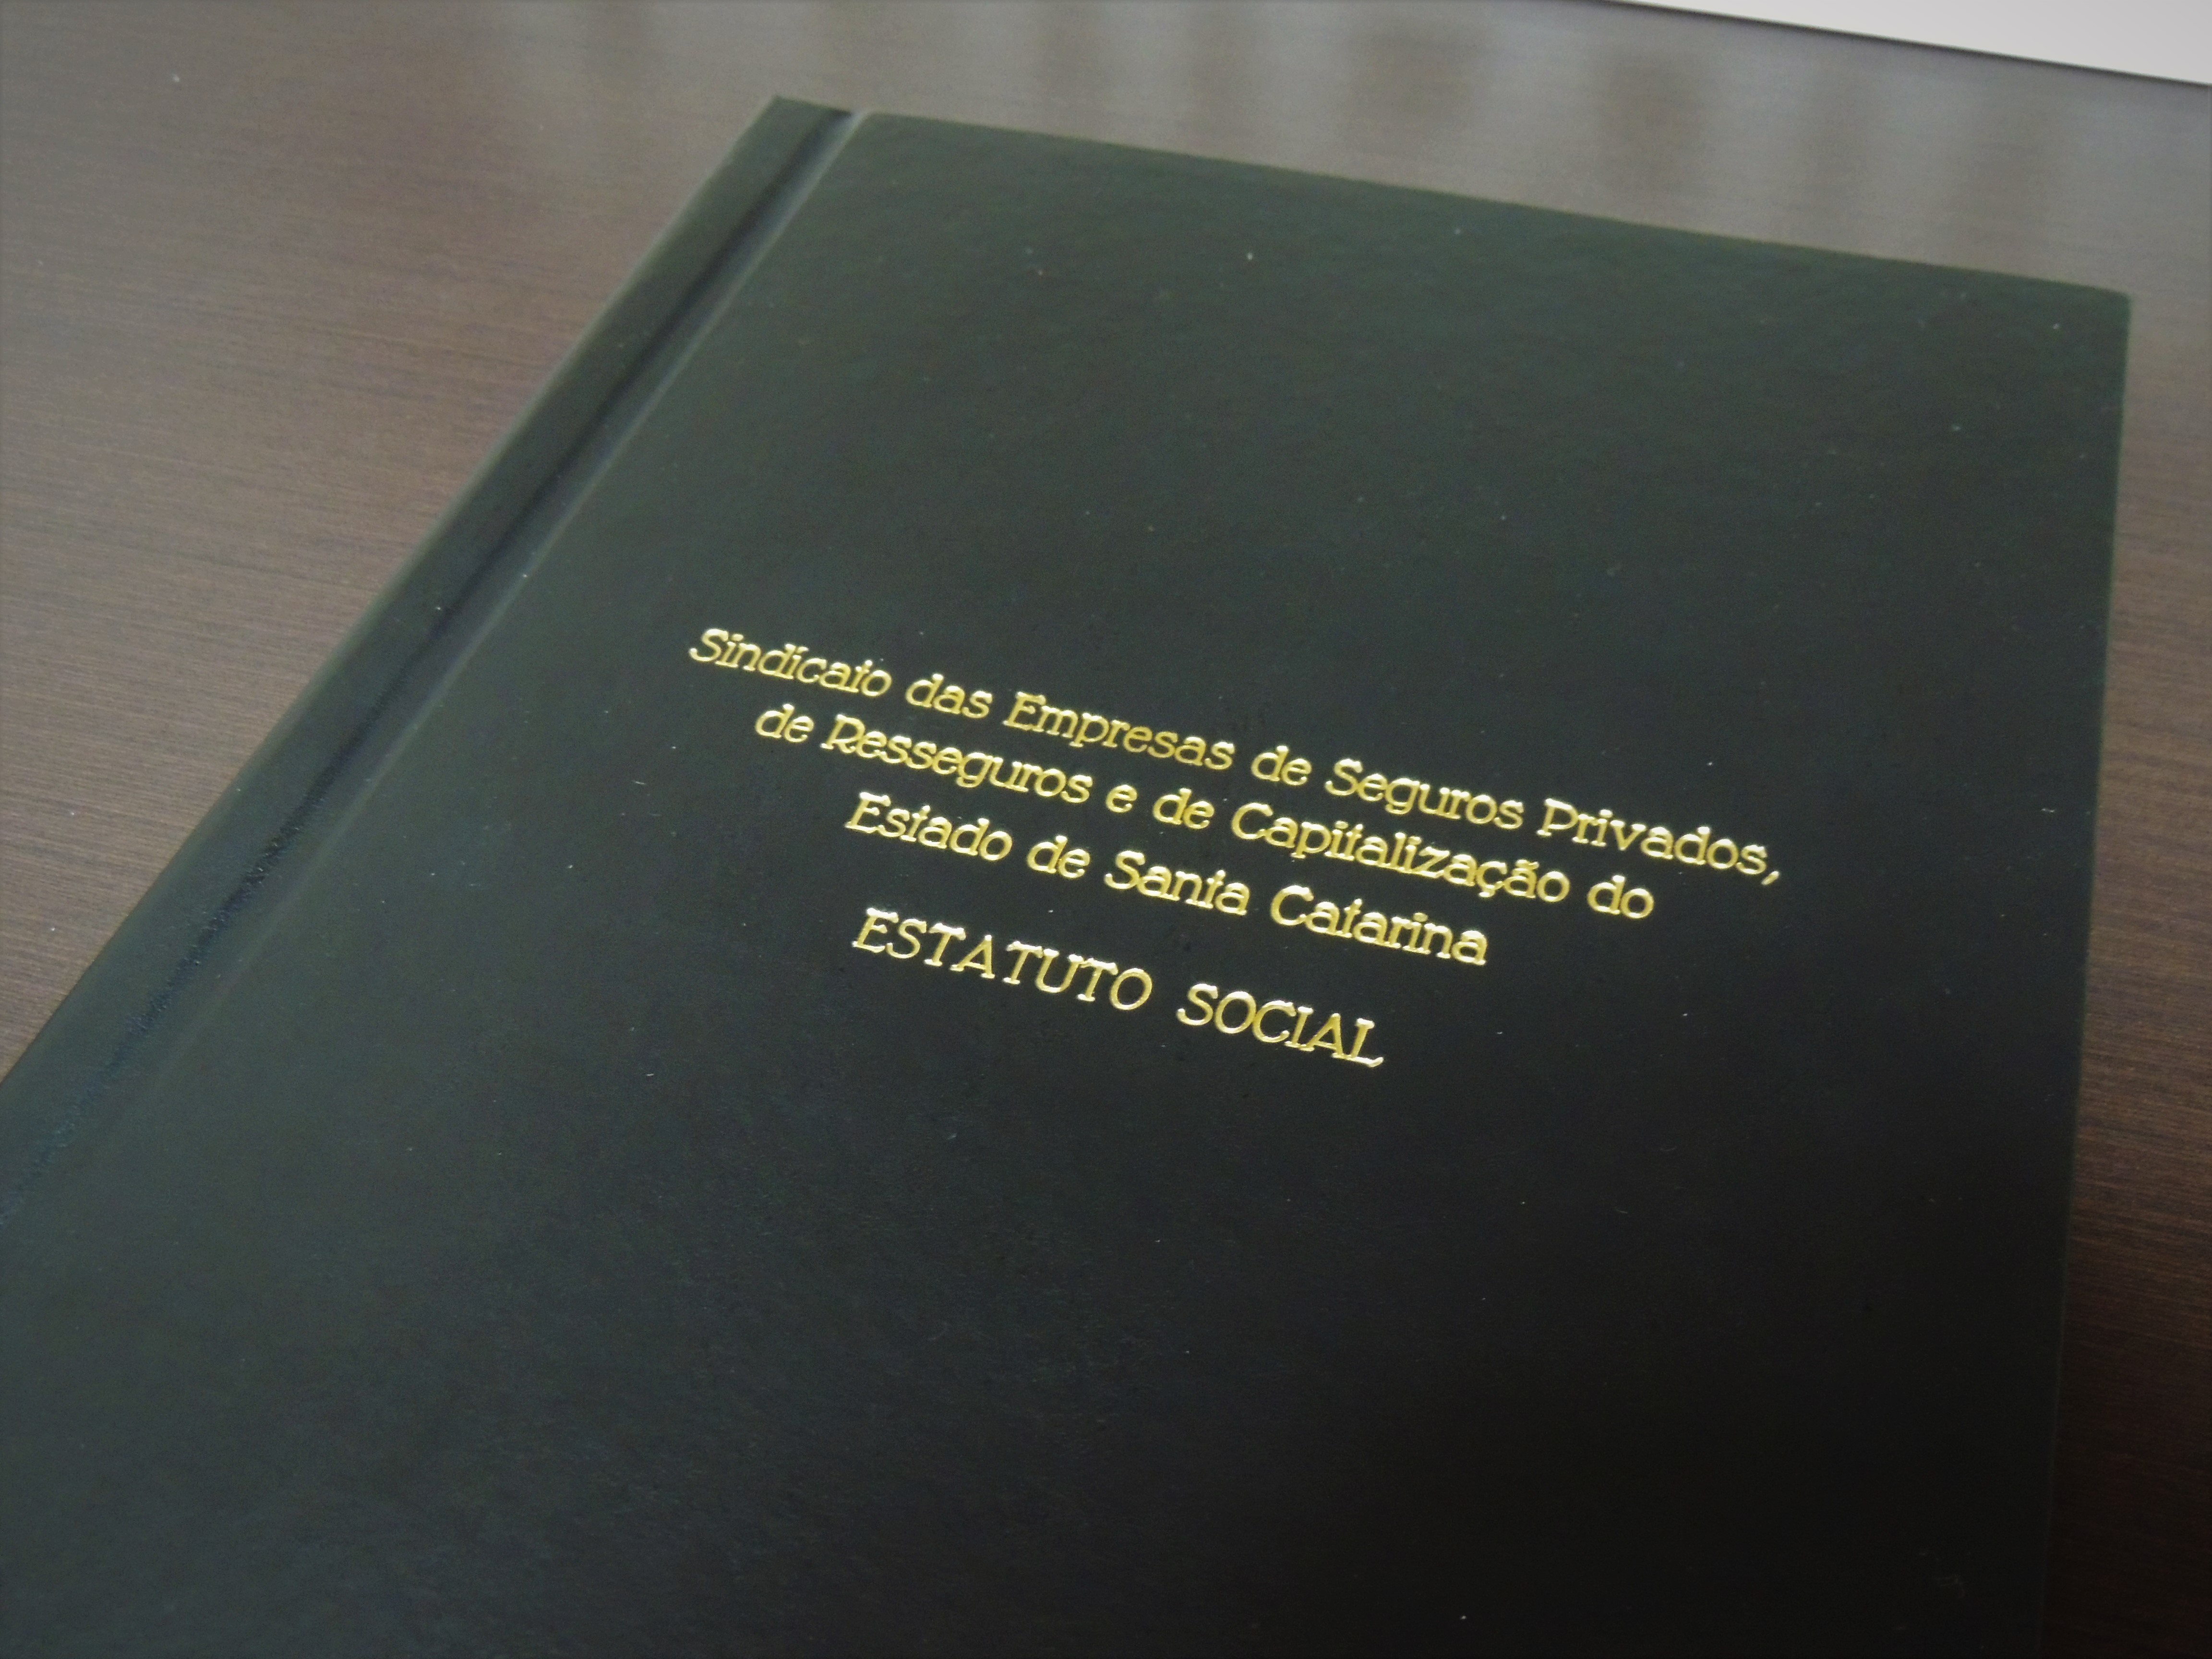 Sindicato das Empresas de Seguros Privados,
de Resseguros e de Capitalização do
Estado de Santa Catarina
ESTATUTO SOCIAL